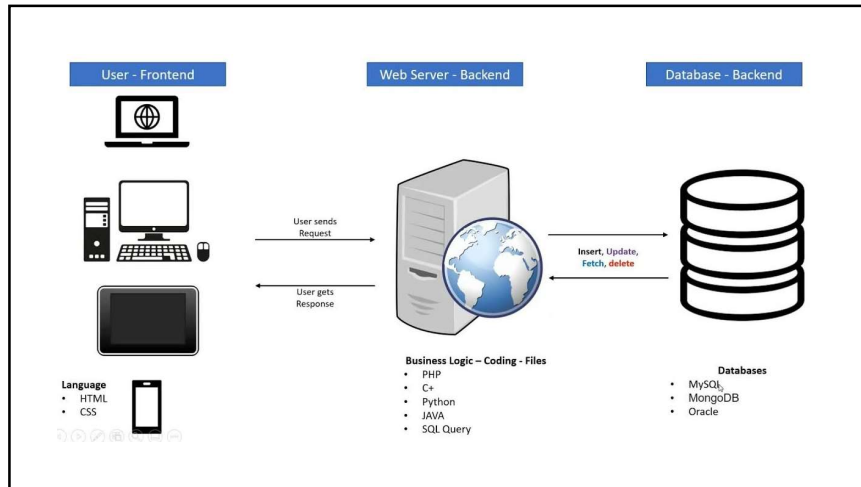 User - Frontend
Web Server - Backend
Database - Backend
User sends
Request
User gets
Response
Insert, Update,
Fetch, delete
Language
• HTML
• CSS
Business Logic – Coding - Files
• PHP
• C+
• Python
• JAVA
• SQL Query
Databases
• MySQL
• MongoDB
• Oracle